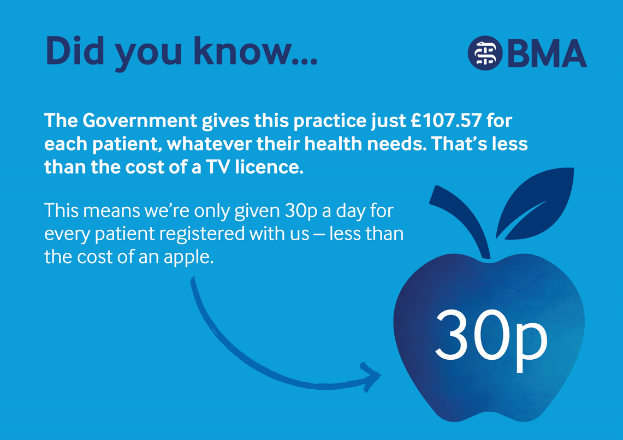 Did you know...
BMA
The Government gives this practice just £107.57 for
each patient, whatever their health needs. That's less
than the cost of a TV licence.
This means we're only given 30p a day for
every patient registered with us – less than
the cost of an apple.
30p